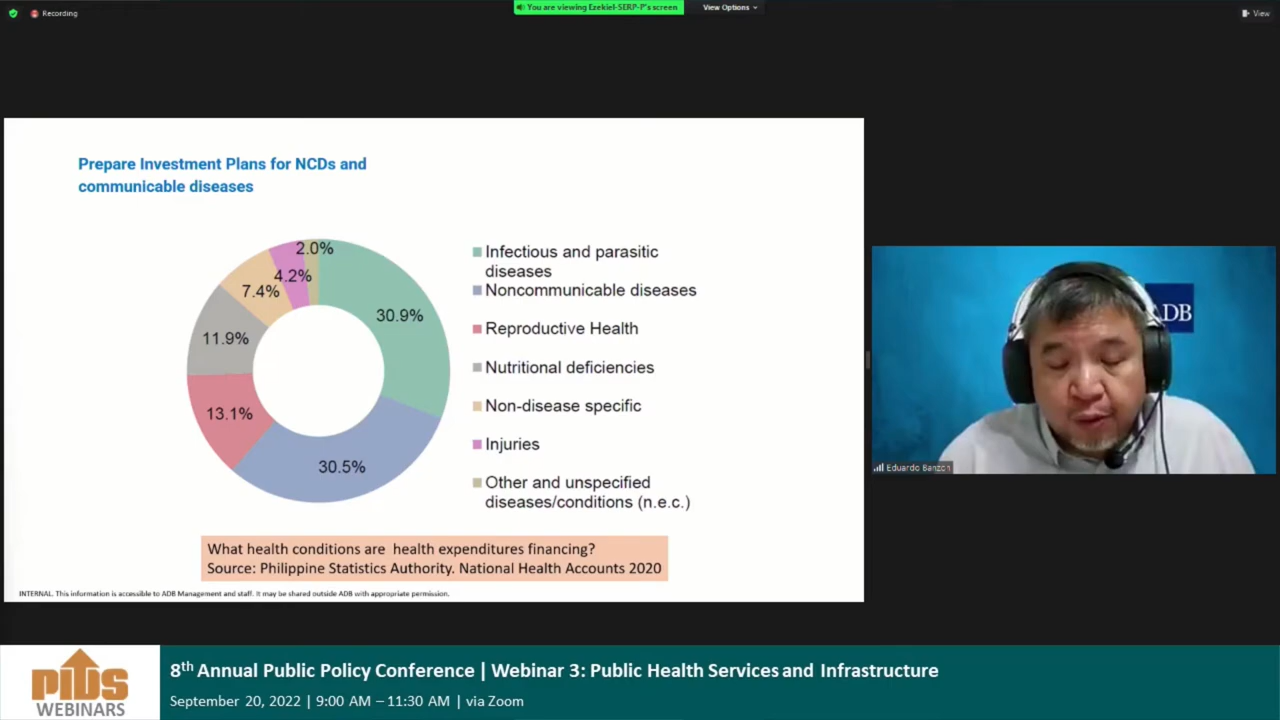 Recording
You are viewing Ezekiel-SERP-P's screen
View Options
View
Prepare Investment Plans for NCDs and
communicable diseases
2.0%
4.2%
7.4%
30.9%
11.9%
13.1%
30.5%
Infectious and parasitic
diseases
Noncommunicable diseases
Reproductive Health
Nutritional deficiencies
Non-disease specific
Injuries
Other and unspecified
diseases/conditions (n.e.c.)
What health conditions are health expenditures financing?
Source: Philippine Statistics Authority. National Health Accounts 2020
INTERNAL. This information is accessible to ADB Management and staff. It may be shared outside ADB with appropriate permission.
ADB
Eduardo Banzon
PIDS
WEBINARS
8th Annual Public Policy Conference | Webinar 3: Public Health Services and Infrastructure
September 20, 2022 | 9:00 AM – 11:30 AM | via Zoom